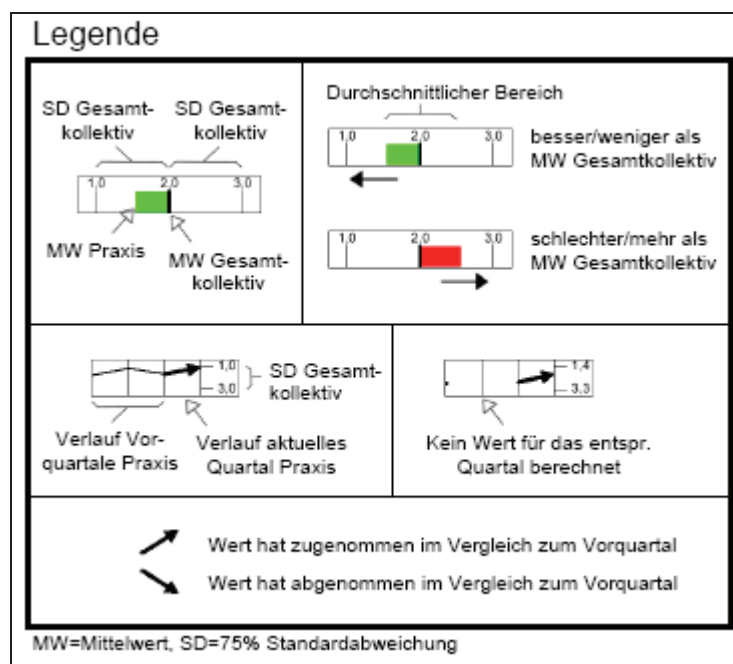 Legende
SD Gesamt-
kollektiv
SD Gesamt-
kollektiv
1,0 2,0 3,0
MW Praxis
MW Gesamt-
kollektiv
Durchschnittlicher Bereich
1,0 2,0 3,0
besser/weniger als
MW Gesamtkollektiv
1,0 2,0 3,0
schlechter/mehr als
MW Gesamtkollektiv
1,0
3,0
SD Gesamt-
kollektiv
Verlauf Vor-
quartale Praxis
Verlauf aktuelles
Quartal Praxis
1,4
3,3
Kein Wert für das entspr.
Quartal berechnet
Wert hat zugenommen im Vergleich zum Vorquartal
Wert hat abgenommen im Vergleich zum Vorquartal
MW=Mittelwert, SD=75% Standardabweichung